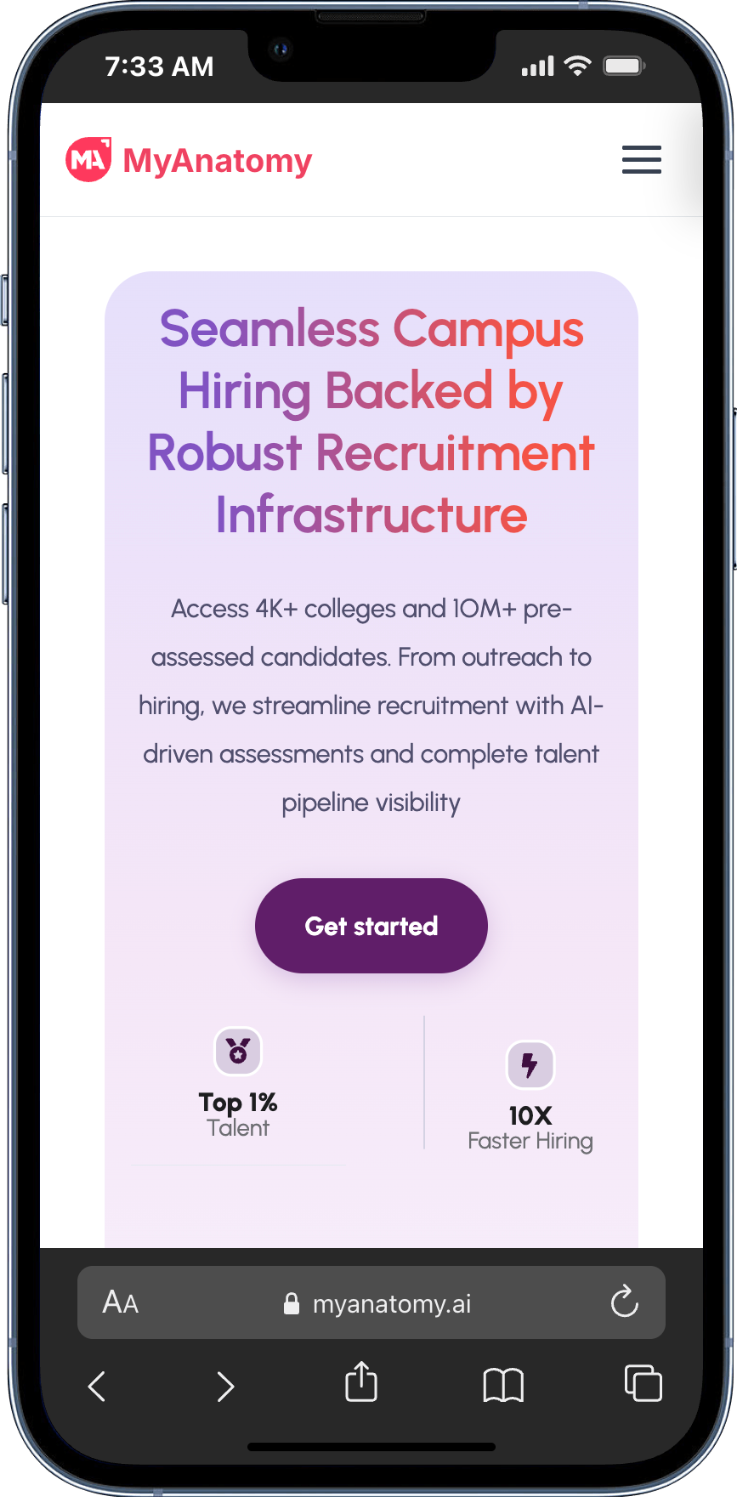 7:33 AM
MA MyAnatomy
Seamless Campus
Hiring Backed by
Robust Recruitment
Infrastructure
Access 4K+ colleges and 10M+ pre-
assessed candidates. From outreach to
hiring, we streamline recruitment with AI-
driven assessments and complete talent
pipeline visibility
Get started
Top 1%
Talent
10X
Faster Hiring
AA myanatomy.ai